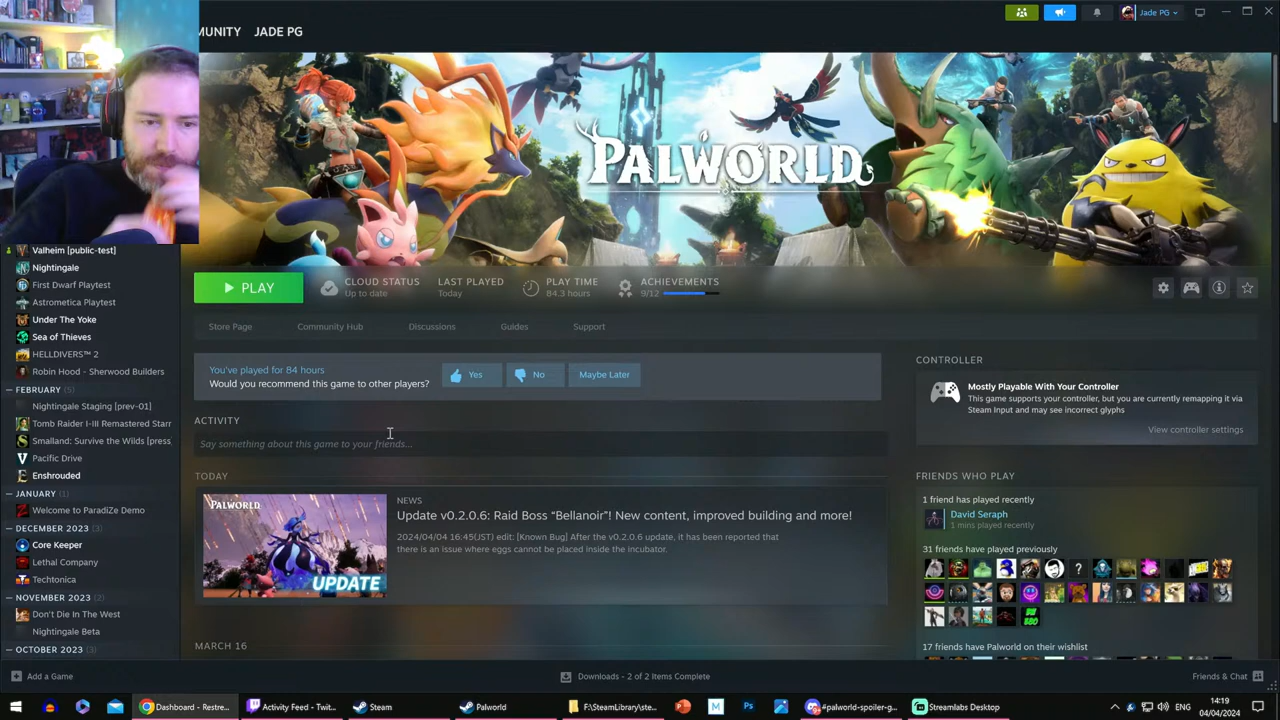 MUNITY JADE PG
Jade PG
PALWORLD
Valheim [public-test]
Nightingale
First Dwarf Playtest
Astrometica Playtest
Under The Yoke
Sea of Thieves
HELLDIVERS™ 2
Robin Hood - Sherwood Builders
FEBRUARY (5)
Nightingale Staging [prev-01]
Tomb Raider I-III Remastered Starr
Smalland: Survive the Wilds [press
Pacific Drive
Enshrouded
JANUARY (1)
Welcome to ParadiZe Demo
DECEMBER 2023 (3)
Core Keeper
Lethal Company
Techtonica
NOVEMBER 2023 (2)
Don't Die In The West
Nightingale Beta
OCTOBER 2023 (3)
PLAY
CLOUD STATUS
Up to date
LAST PLAYED
Today
PLAY TIME
84.3 hours
ACHIEVEMENTS
9/12
Store Page
Community Hub
Discussions
Guides
Support
You've played for 84 hours
Would you recommend this game to other players?
Yes
No
Maybe Later
ACTIVITY
Say something about this game to your friends...
TODAY
PALWORLD
UPDATE
NEWS
Update v0.2.0.6: Raid Boss “Bellanoir”! New content, improved building and more!
2024/04/04 16:45(JST) edit: [Known Bug] After the v0.2.0.6 update, it has been reported that
there is an issue where eggs cannot be placed inside the incubator.
MARCH 16
CONTROLLER
Mostly Playable With Your Controller
This game supports your controller, but you are currently remapping it via
Steam Input and may see incorrect glyphs
View controller settings
FRIENDS WHO PLAY
1 friend has played recently
David Seraph
1 mins played recently
31 friends have played previously
17 friends have Palworld on their wishlist
Add a Game
Downloads - 2 of 2 Items Complete
Friends & Chat
Dashboard - Restre...
Activity Feed - Twit...
Steam
Palworld
F:\SteamLibrary\ste...
#palworld-spoiler-g...
Streamlabs Desktop
ENG
14:19
04/04/2024